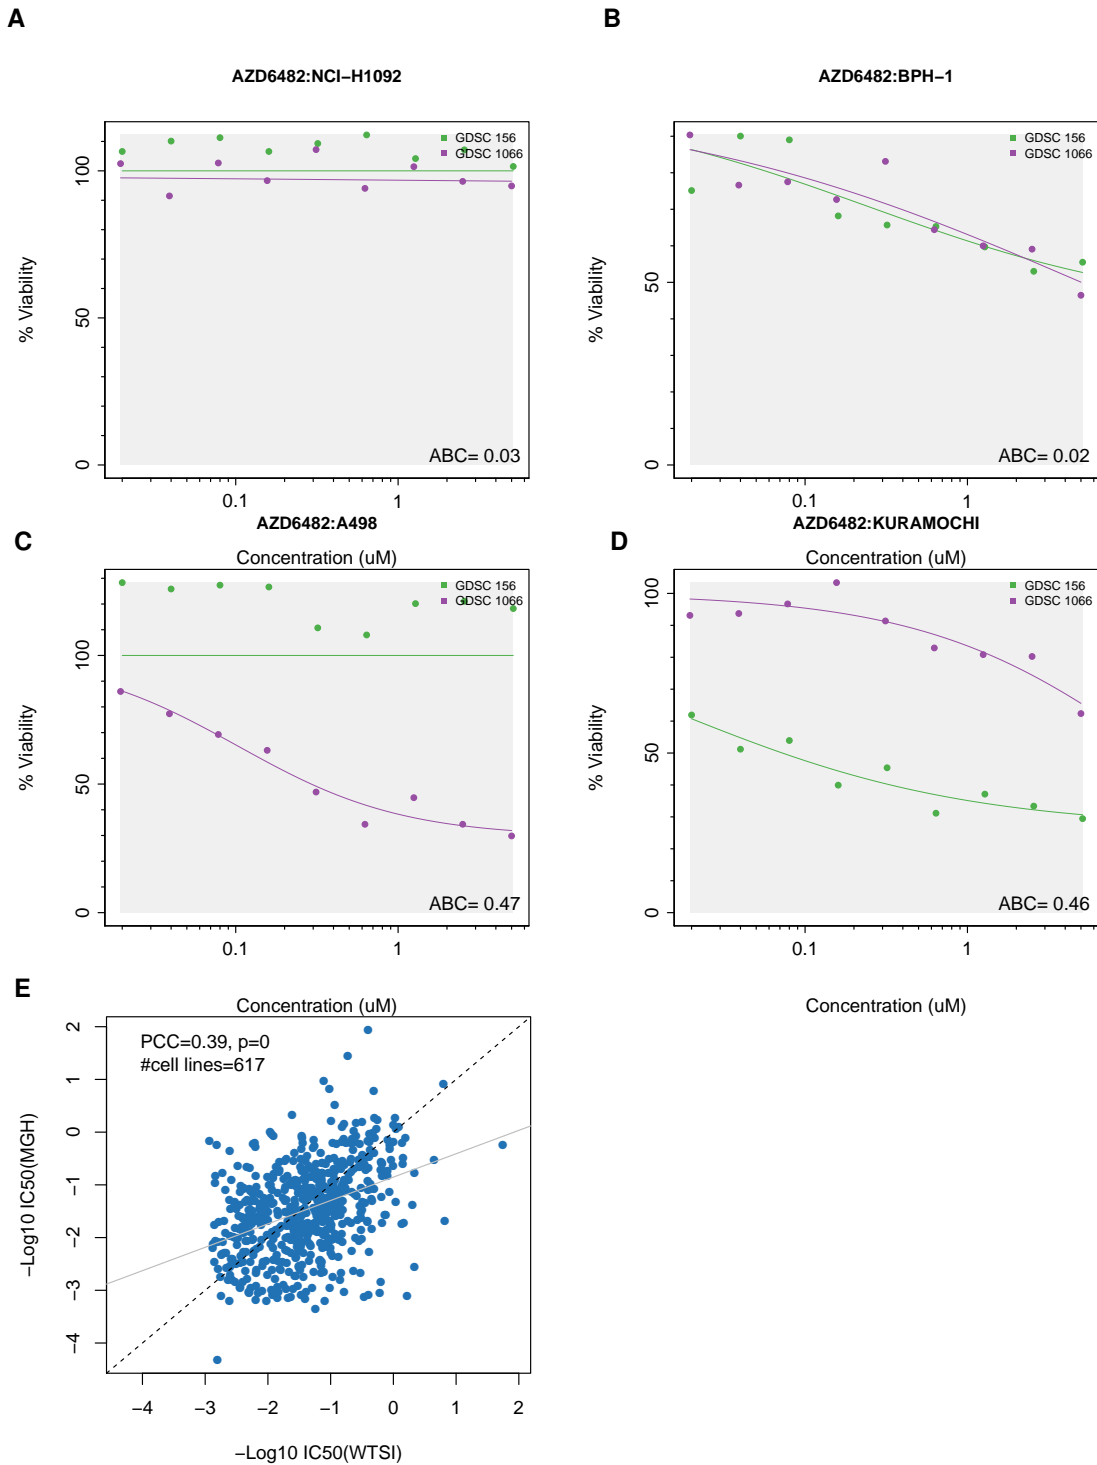 A
AZD6482:NCI−H1092
% Viability
100
50
0
GDSC 156
GDSC 1066
ABC= 0.03
0.1
1
Concentration (uM)
B
AZD6482:BPH−1
% Viability
50
0
GDSC 156
GDSC 1066
ABC= 0.02
0.1
1
Concentration (uM)
C
AZD6482:A498
% Viability
100
50
0
GDSC 156
GDSC 1066
ABC= 0.47
0.1
1
Concentration (uM)
D
AZD6482:KURAMOCHI
% Viability
100
50
0
GDSC 156
GDSC 1066
ABC= 0.46
0.1
1
Concentration (uM)
E
PCC=0.39, p=0
#cell lines=617
−Log10 IC50(MGH)
2
1
0
−1
−2
−3
−4
−4 −3 −2 −1 0 1 2
−Log10 IC50(WTSI)